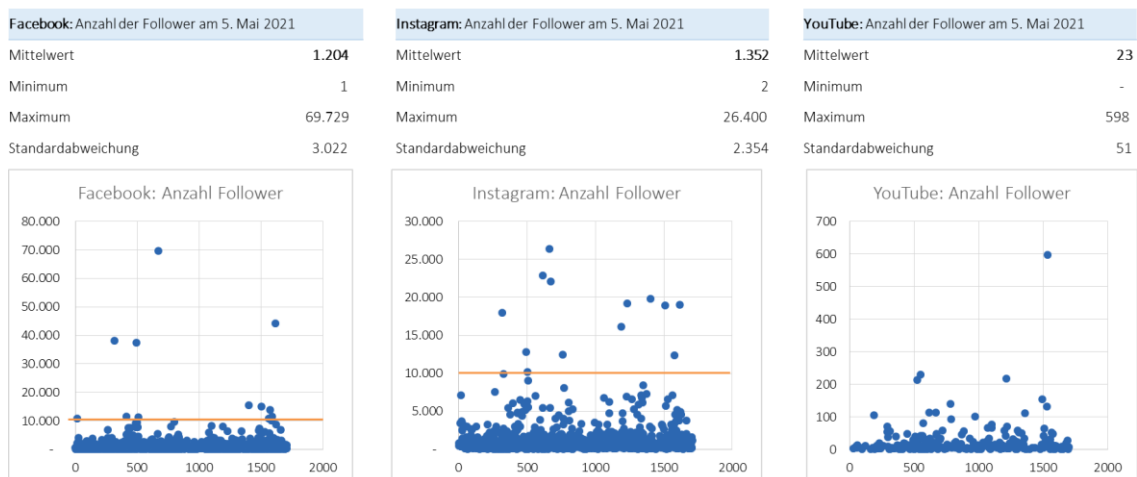 Facebook: Anzahl der Follower am 5. Mai 2021
Mittelwert 1.204
Minimum 1
Maximum 69.729
Standardabweichung 3.022
Facebook: Anzahl Follower
80.000
70.000
60.000
50.000
40.000
30.000
20.000
10.000
-
0 500 1000 1500 2000
Instagram: Anzahl der Follower am 5. Mai 2021
Mittelwert 1.352
Minimum 2
Maximum 26.400
Standardabweichung 2.354
Instagram: Anzahl Follower
30.000
25.000
20.000
15.000
10.000
5.000
-
0 500 1000 1500 2000
YouTube: Anzahl der Follower am 5. Mai 2021
Mittelwert 23
Minimum -
Maximum 598
Standardabweichung 51
YouTube: Anzahl Follower
700
600
500
400
300
200
100
0
0 500 1000 1500 2000